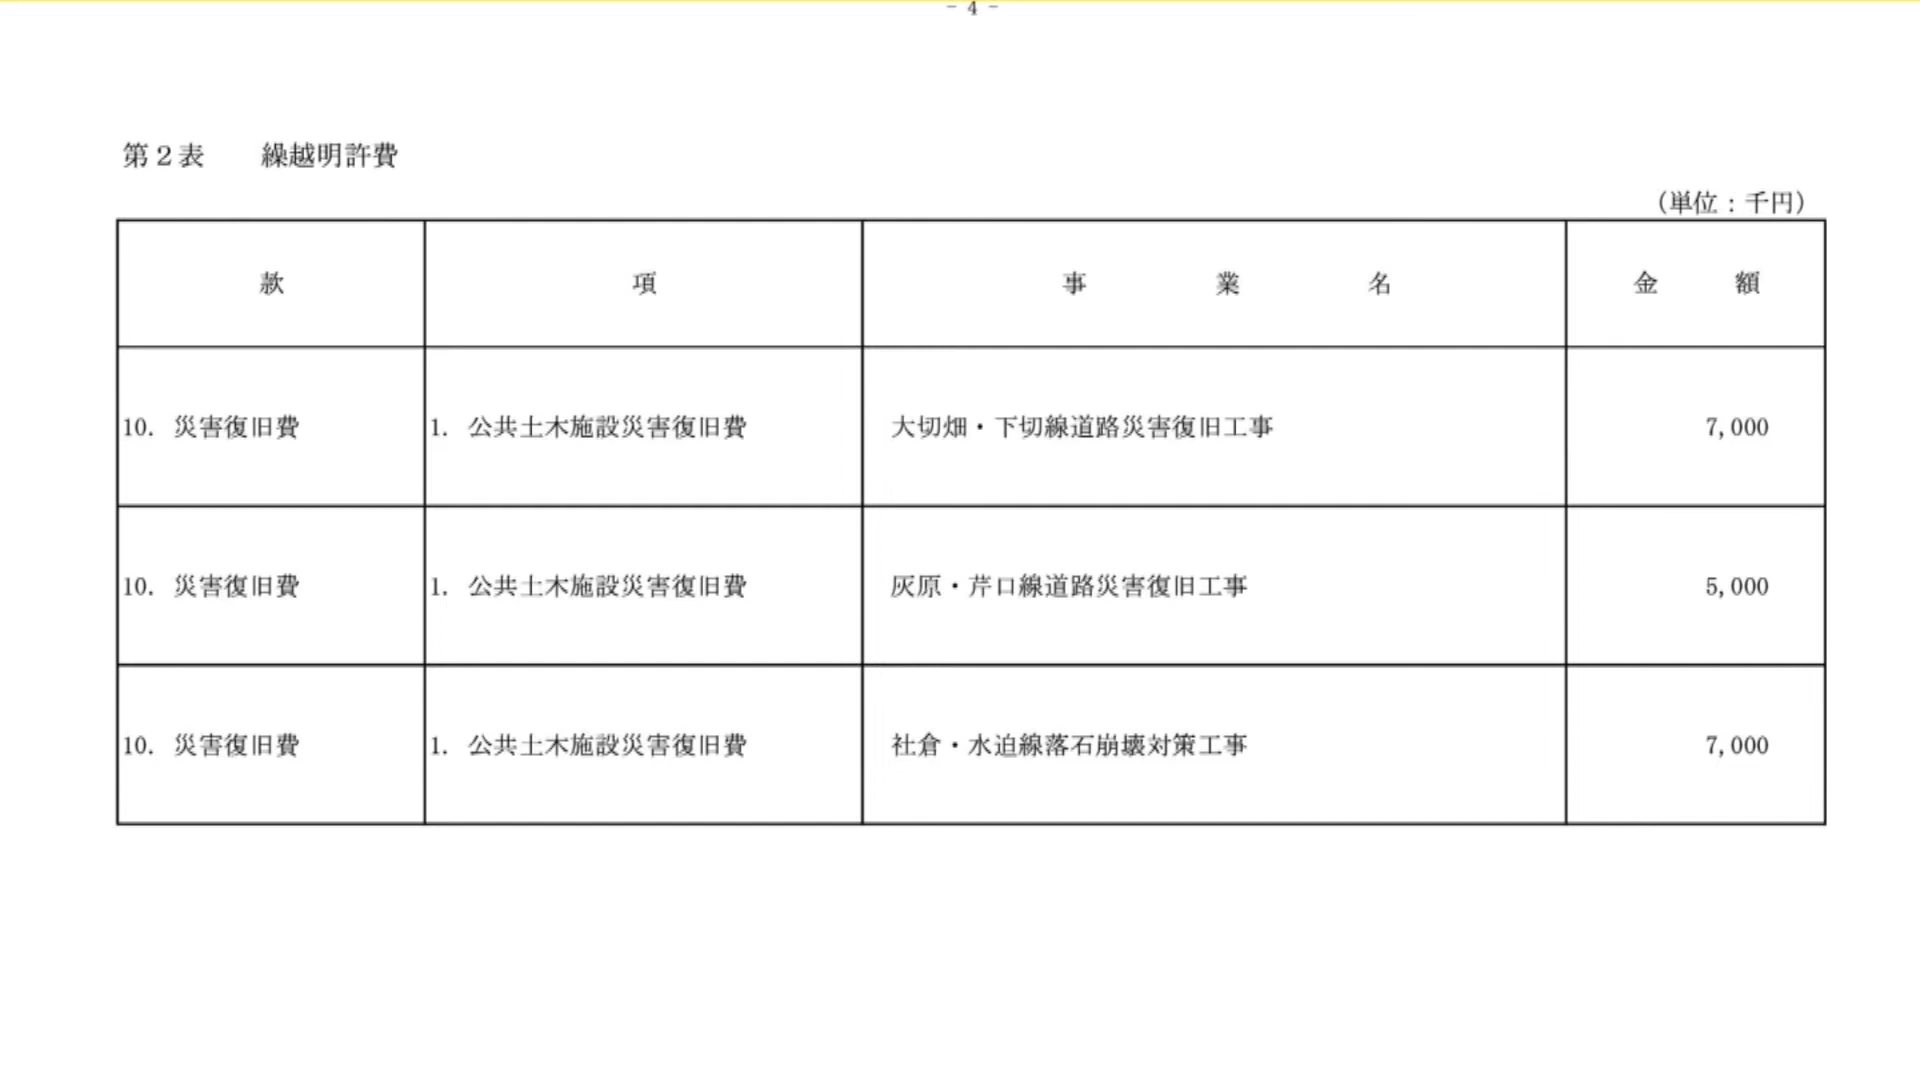 - 4 -
第２表　　繰越明許費
（単位：千円）
款　項　事　業　名　金　額
10. 災害復旧費　1. 公共土木施設災害復旧費　大切畑・下切線道路災害復旧工事　7,000
10. 災害復旧費　1. 公共土木施設災害復旧費　灰原・芹口線道路災害復旧工事　5,000
10. 災害復旧費　1. 公共土木施設災害復旧費　社倉・水迫線落石崩壊対策工事　7,000